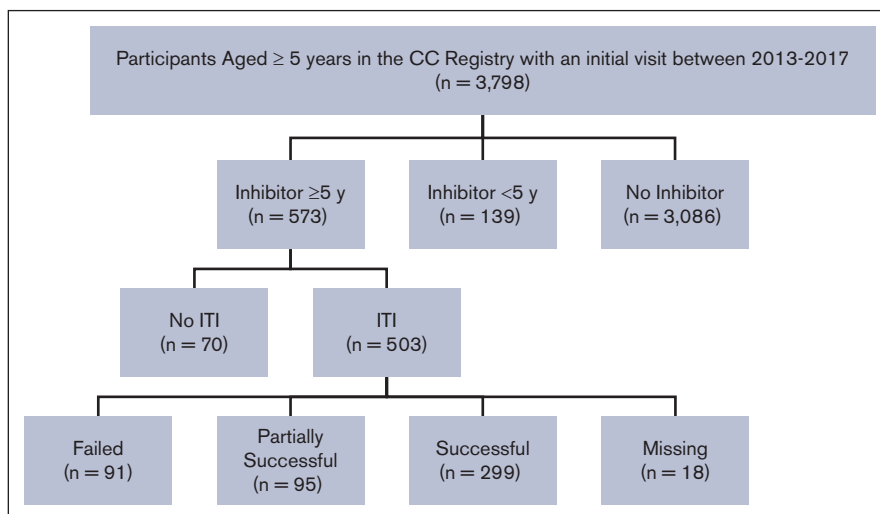 Participants Aged ≥ 5 years in the CC Registry with an initial visit between 2013-2017
(n = 3,798)
Inhibitor ≥5 y
(n = 573)
Inhibitor <5 y
(n = 139)
No Inhibitor
(n = 3,086)
No ITI
(n = 70)
ITI
(n = 503)
Failed
(n = 91)
Partially
Successful
(n = 95)
Successful
(n = 299)
Missing
(n = 18)